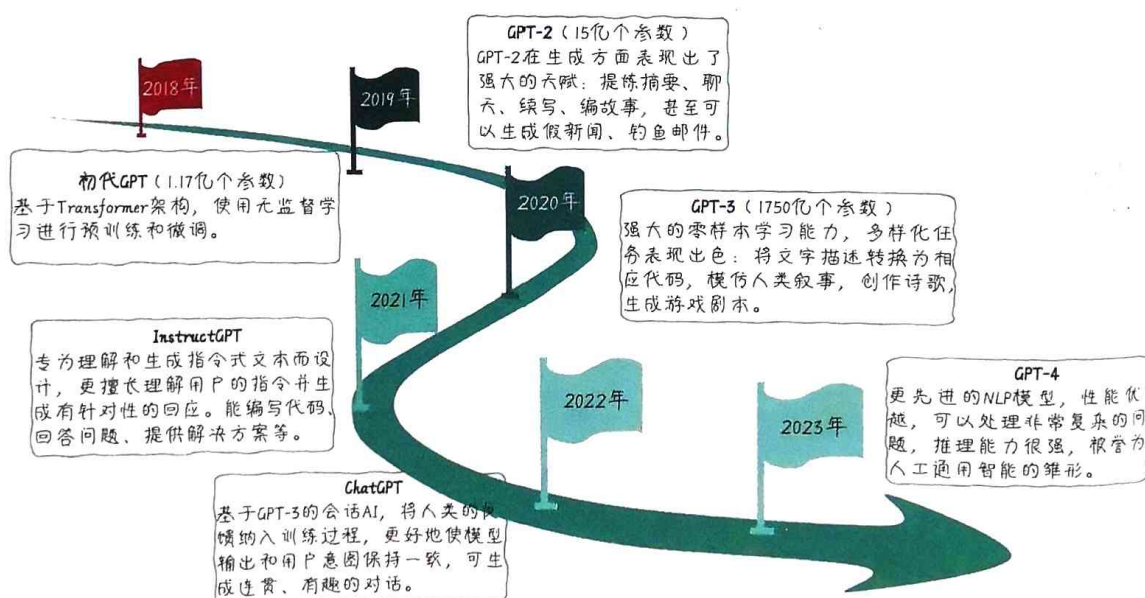 2018年
初代GPT（1.17亿个参数）
基于Transformer架构，使用无监督学
习进行预训练和微调。
2019年
GPT-2（15亿个参数）
GPT-2在生成方面表现出了
强大的天赋：提炼摘要、聊
天、续写、编故事，甚至可
以生成假新闻、钓鱼邮件。
2020年
GPT-3（1750亿个参数）
强大的零样本学习能力，多样化任
务表现出色：将文字描述转换为相
应代码，模仿人类叙事，创作诗歌，
生成游戏剧本。
2021年
InstructGPT
专为理解和生成指令式文本而设
计，更擅长理解用户的指令并生
成有针对性的回应。能编写代码、
回答问题、提供解决方案等。
2022年
ChatGPT
基于GPT-3的会话AI，将人类的反
馈纳入训练过程，更好地使模型
输出和用户意图保持一致，可生
成连贯、有趣的对话。
2023年
GPT-4
更先进的NLP模型，性能优
越，可以处理非常复杂的问
题，推理能力很强，被誉为
人工通用智能的雏形。